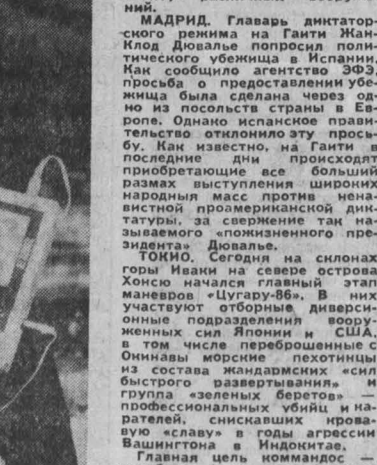 ний.
МАДРИД. Главарь диктатор-
ского режима на Гаити Жан-
Клод Дювалье попросил поли-
тического убежища в Испании.
Как сообщило агентство ЭФЭ,
просьба о предоставлении убе-
жища была сделана через од-
но из посольств страны в Ев-
ропе. Однако испанское прави-
тельство отклонило эту прось-
бу. Как известно, на Гаити в
последние дни происходят
приобретающие все больший
размах выступления широких
народныя масс против нена-
вистной проамериканской дик-
татуры, за свержение так на-
зываемого «пожизненного пре-
зидента» Дювалье.
ТОКИО. Сегодня на склонах
горы Иваки на севере острова
Хонсю начался главный этап
маневров «Цугару-86». В них
участвуют отборные диверси-
онные подразделения воору-
женных сил Японии и США,
в том числе переброшенные с
Окинавы морские пехотинцы
из состава жандармских «сил
быстрого развертывания» и
группа «зеленых беретов» —
профессиональных убийц и ка-
рателей, снискавших крова-
вую «славу» в годы агрессии
Вашингтона в Индокитае.
Главная цель коммандос —